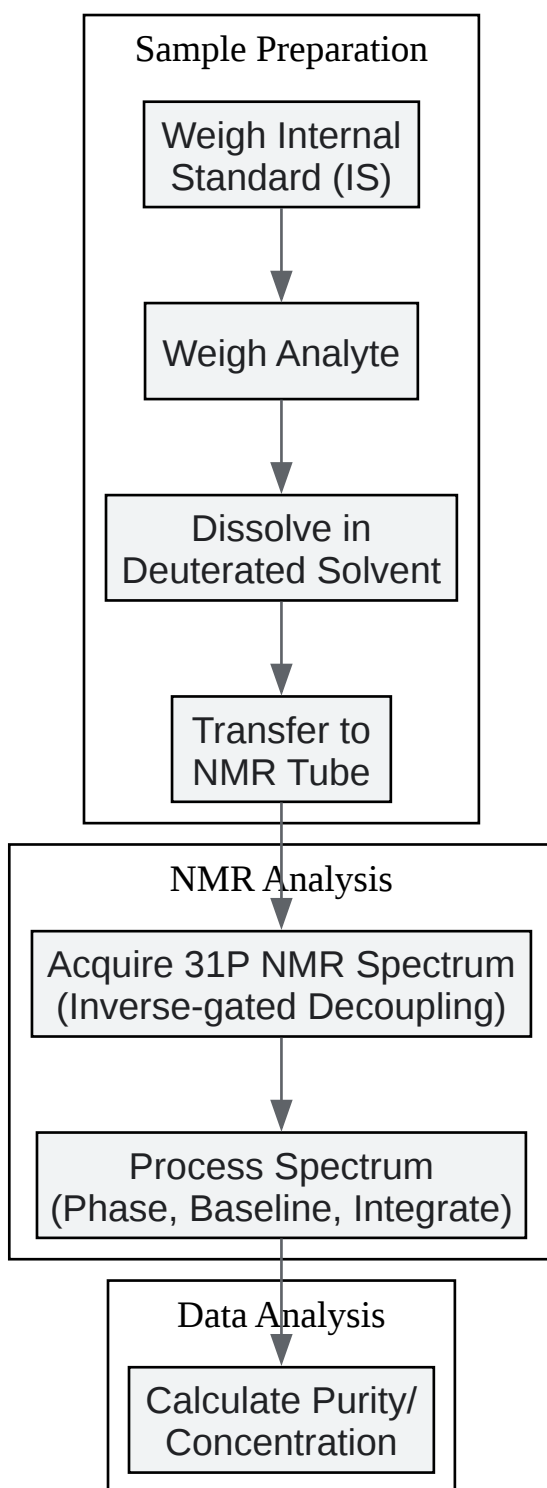 Sample Preparation
Weigh Internal
Standard (IS)
Weigh Analyte
Dissolve in
Deuterated Solvent
Transfer to
NMR Tube
NMR Analysis
Acquire 31P NMR Spectrum
(Inverse-gated Decoupling)
Process Spectrum
(Phase, Baseline, Integrate)
Data Analysis
Calculate Purity/
Concentration